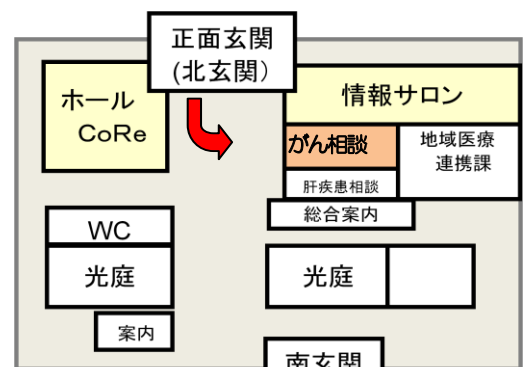 正面玄関
(北玄関）
ホール
CoRe
情報サロン
がん相談
地域医療
連携課
肝疾患相談
総合案内
WC
光庭
光庭
案内
南玄関